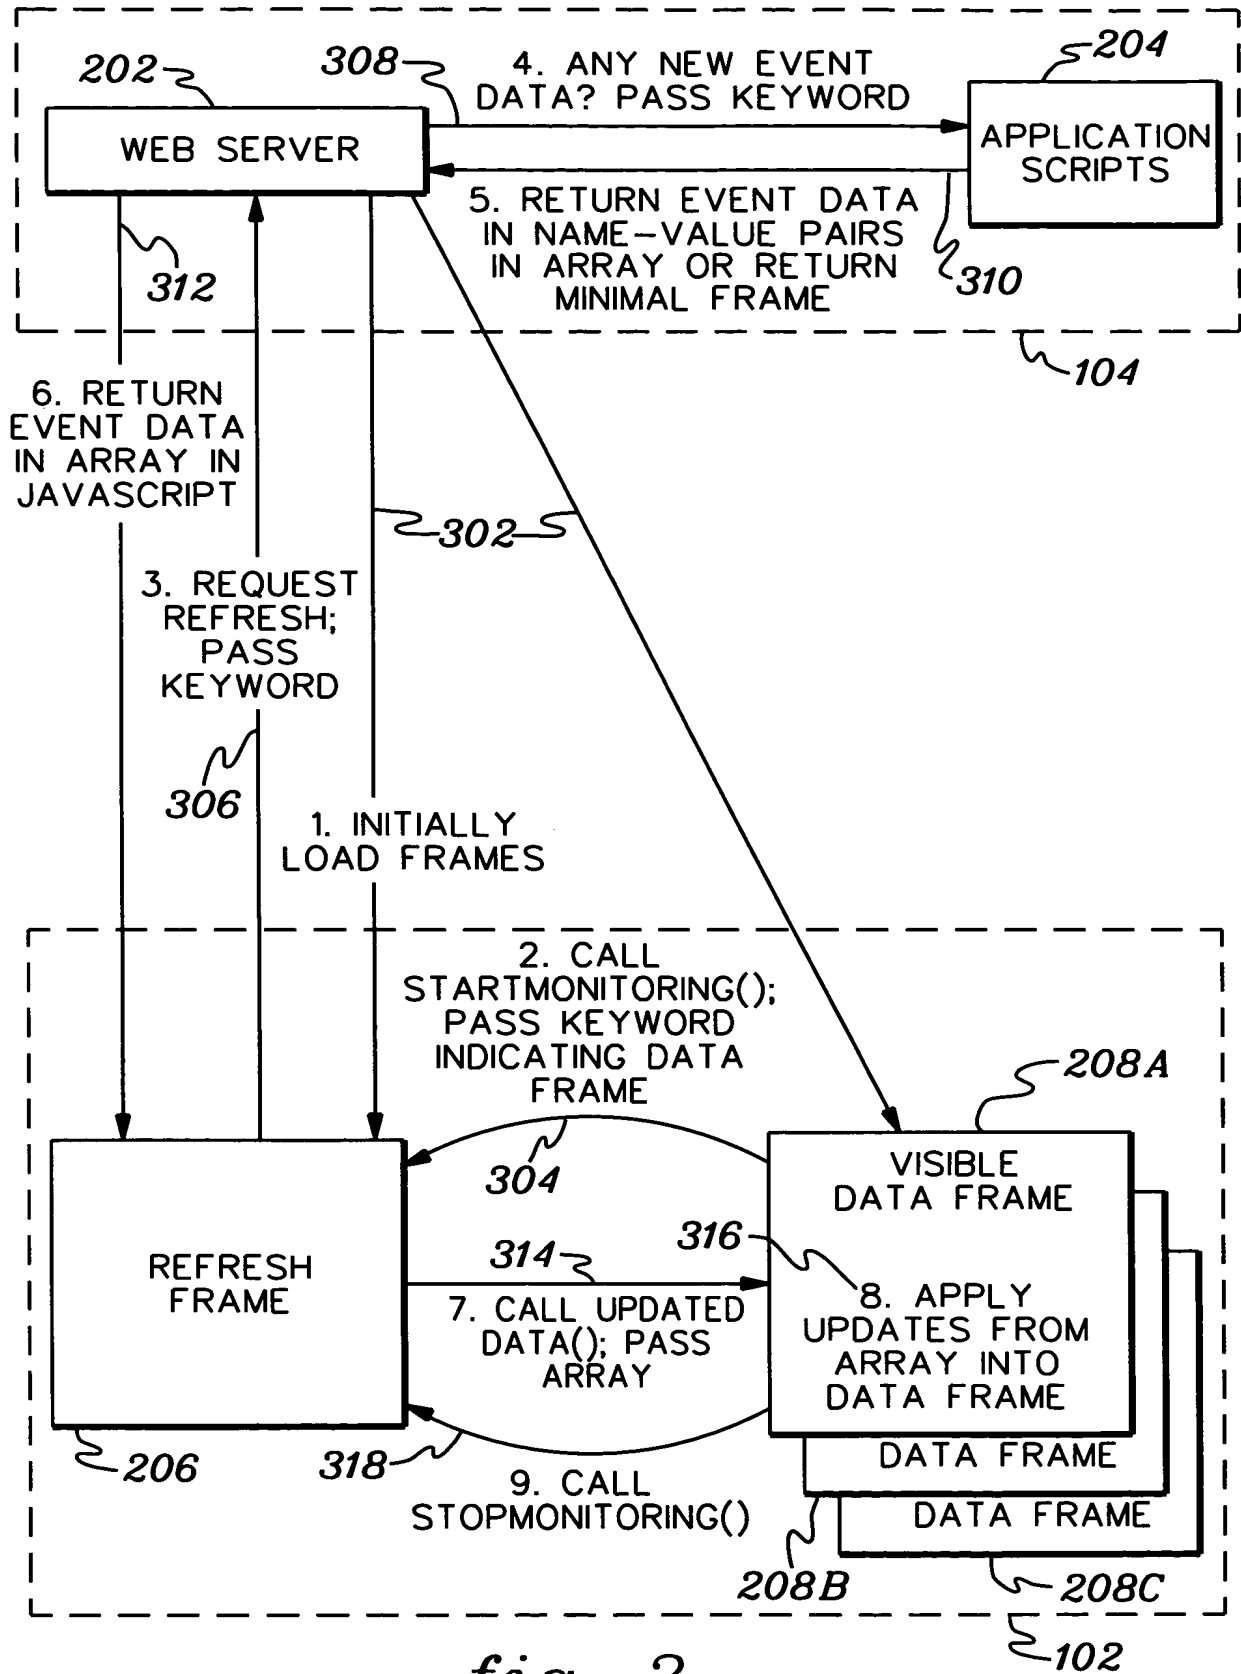 202
308
4. ANY NEW EVENT
DATA? PASS KEYWORD
204
WEB SERVER
APPLICATION
SCRIPTS
5. RETURN EVENT DATA
IN NAME-VALUE PAIRS
IN ARRAY OR RETURN
MINIMAL FRAME
312
310
104
6. RETURN
EVENT DATA
IN ARRAY IN
JAVASCRIPT
302
3. REQUEST
REFRESH;
PASS
KEYWORD
306
1. INITIALLY
LOAD FRAMES
2. CALL
STARTMONITORING();
PASS KEYWORD
INDICATING DATA
FRAME
208A
304
VISIBLE
DATA FRAME
316
314
REFRESH
FRAME
7. CALL UPDATED
DATA(); PASS
ARRAY
8. APPLY
UPDATES FROM
ARRAY INTO
DATA FRAME
206
318
DATA FRAME
9. CALL
STOPMONITORING()
DATA FRAME
208B
208C
102